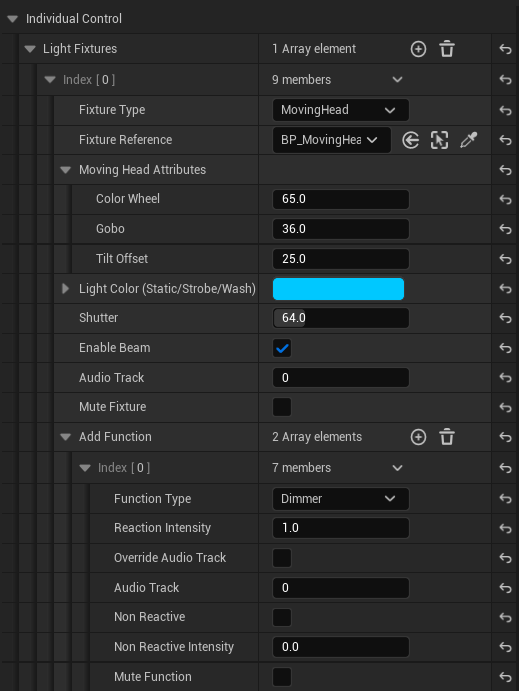 Individual Control
Light Fixtures 1 Array element
Index [ 0 ] 9 members
Fixture Type MovingHead
Fixture Reference BP_MovingHea
Moving Head Attributes
Color Wheel 65.0
Gobo 36.0
Tilt Offset 25.0
Light Color (Static/Strobe/Wash)
Shutter 64.0
Enable Beam
Audio Track 0
Mute Fixture
Add Function 2 Array elements
Index [ 0 ] 7 members
Function Type Dimmer
Reaction Intensity 1.0
Override Audio Track
Audio Track 0
Non Reactive
Non Reactive Intensity 0.0
Mute Function